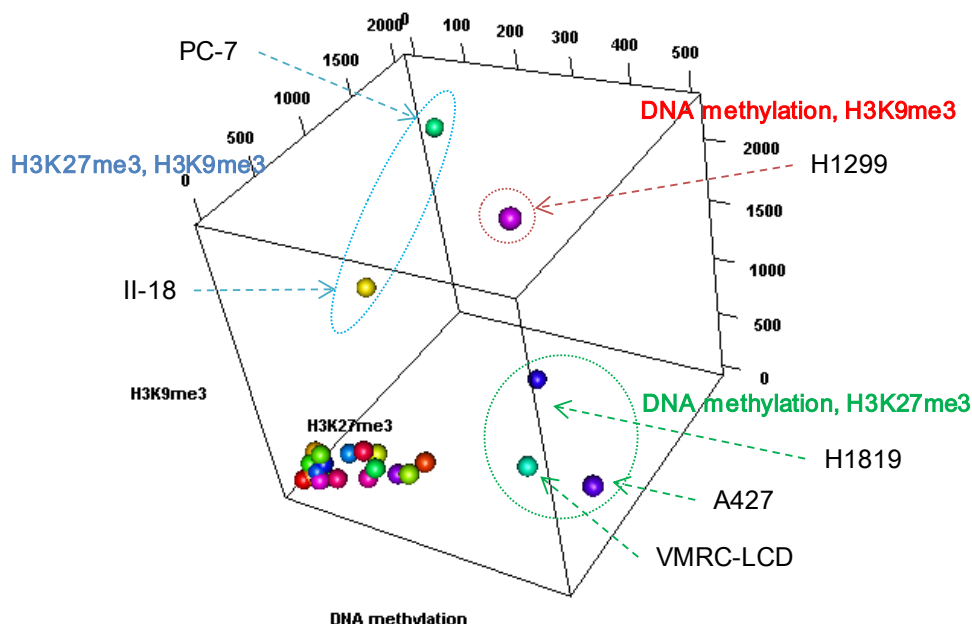 2000
0
100
200
300
400
500
PC-7
1500
1000
500
0
DNA methylation, H3K9me3
2000
H3K27me3, H3K9me3
H1299
1500
1000
500
0
II-18
H3K9me3
DNA methylation, H3K27me3
H3K27me3
H1819
A427
VMRC-LCD
DNA methylation